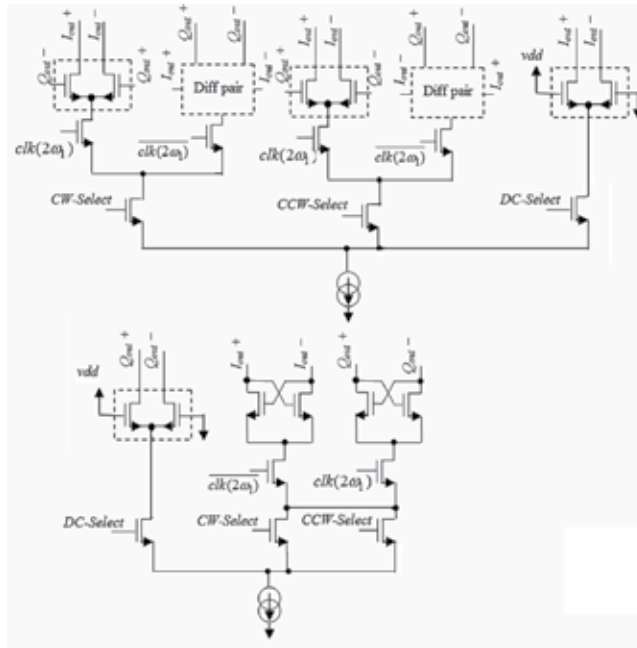 Iout+ Iout- Qout+ Qout- Iout+ Iout- Qout+ Qout- Iout+ Iout-
Qout- Qout+ Iout+ Iout- Qout+ Qout- Iout- Iout+ vdd
Diff pair Diff pair
clk(2ω1) clk(2ω1) clk(2ω1) clk(2ω1)
CW-Select CCW-Select DC-Select
Qout+ Qout- Iout+ Iout- Qout+ Qout-
vdd
clk(2ω1) clk(2ω1)
DC-Select CW-Select CCW-Select